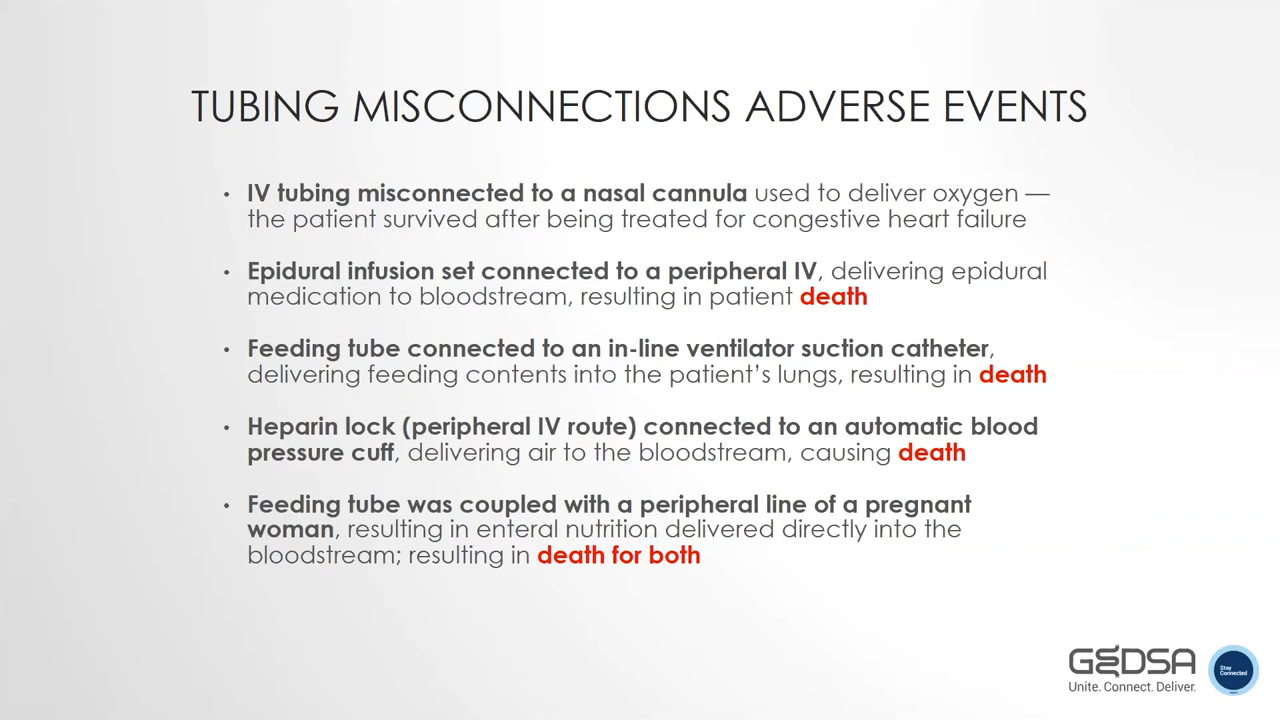 TUBING MISCONNECTIONS ADVERSE EVENTS
• IV tubing misconnected to a nasal cannula used to deliver oxygen —
the patient survived after being treated for congestive heart failure
• Epidural infusion set connected to a peripheral IV, delivering epidural
medication to bloodstream, resulting in patient death
• Feeding tube connected to an in-line ventilator suction catheter,
delivering feeding contents into the patient’s lungs, resulting in death
• Heparin lock (peripheral IV route) connected to an automatic blood
pressure cuff, delivering air to the bloodstream, causing death
• Feeding tube was coupled with a peripheral line of a pregnant
woman, resulting in enteral nutrition delivered directly into the
bloodstream; resulting in death for both
GEDSA
Unite. Connect. Deliver.
Stay
Connected